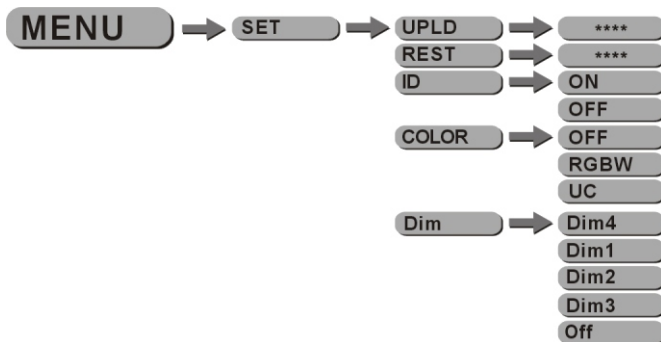 MENU SET UPLD ****
REST ****
ID ON
OFF
COLOR OFF
RGBW
UC
Dim Dim4
Dim1
Dim2
Dim3
Off